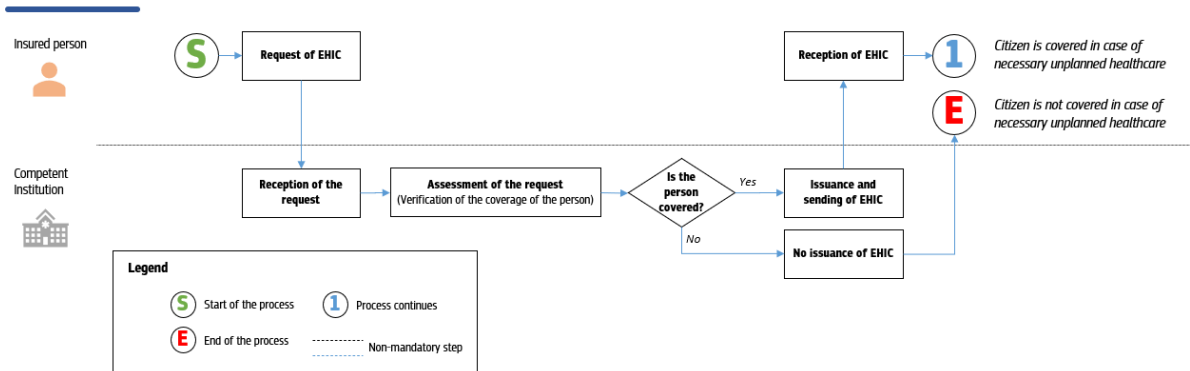 Insured person
S
Request of EHIC
Reception of EHIC
1
Citizen is covered in case of
necessary unplanned healthcare
E
Citizen is not covered in case of
necessary unplanned healthcare
Competent
Institution
Reception of the
request
Assessment of the request
(Verification of the coverage of the person)
Is the
person
covered?
Yes
Issuance and
sending of EHIC
No
No issuance of EHIC
Legend
S
Start of the process
1
Process continues
E
End of the process
Non-mandatory step